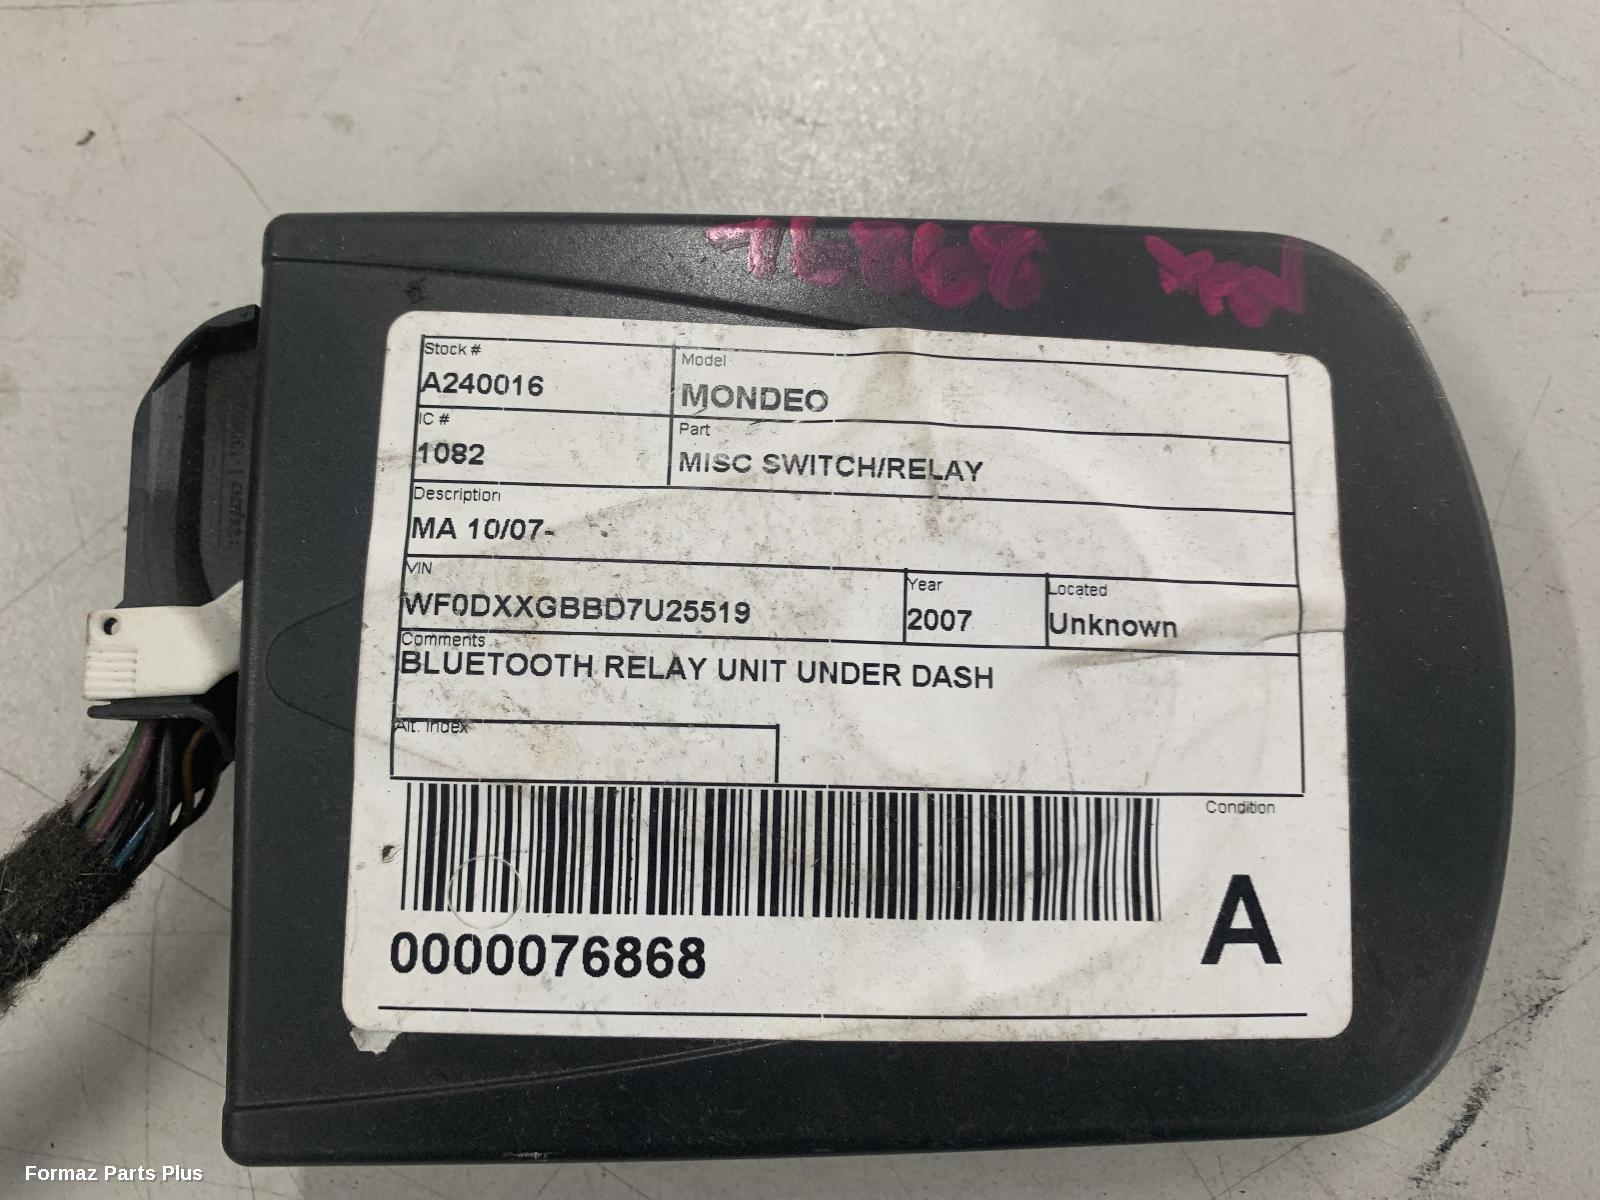 76868
Stock #
A240016
Model
MONDEO
IC #
1082
Part
MISC SWITCH/RELAY
Description
MA 10/07-
VIN
WF0DXXGBBD7U25519
Year
2007
Located
Unknown
Comments
BLUETOOTH RELAY UNIT UNDER DASH
Alt. Index
0000076868
Condition
A
Formaz Parts Plus